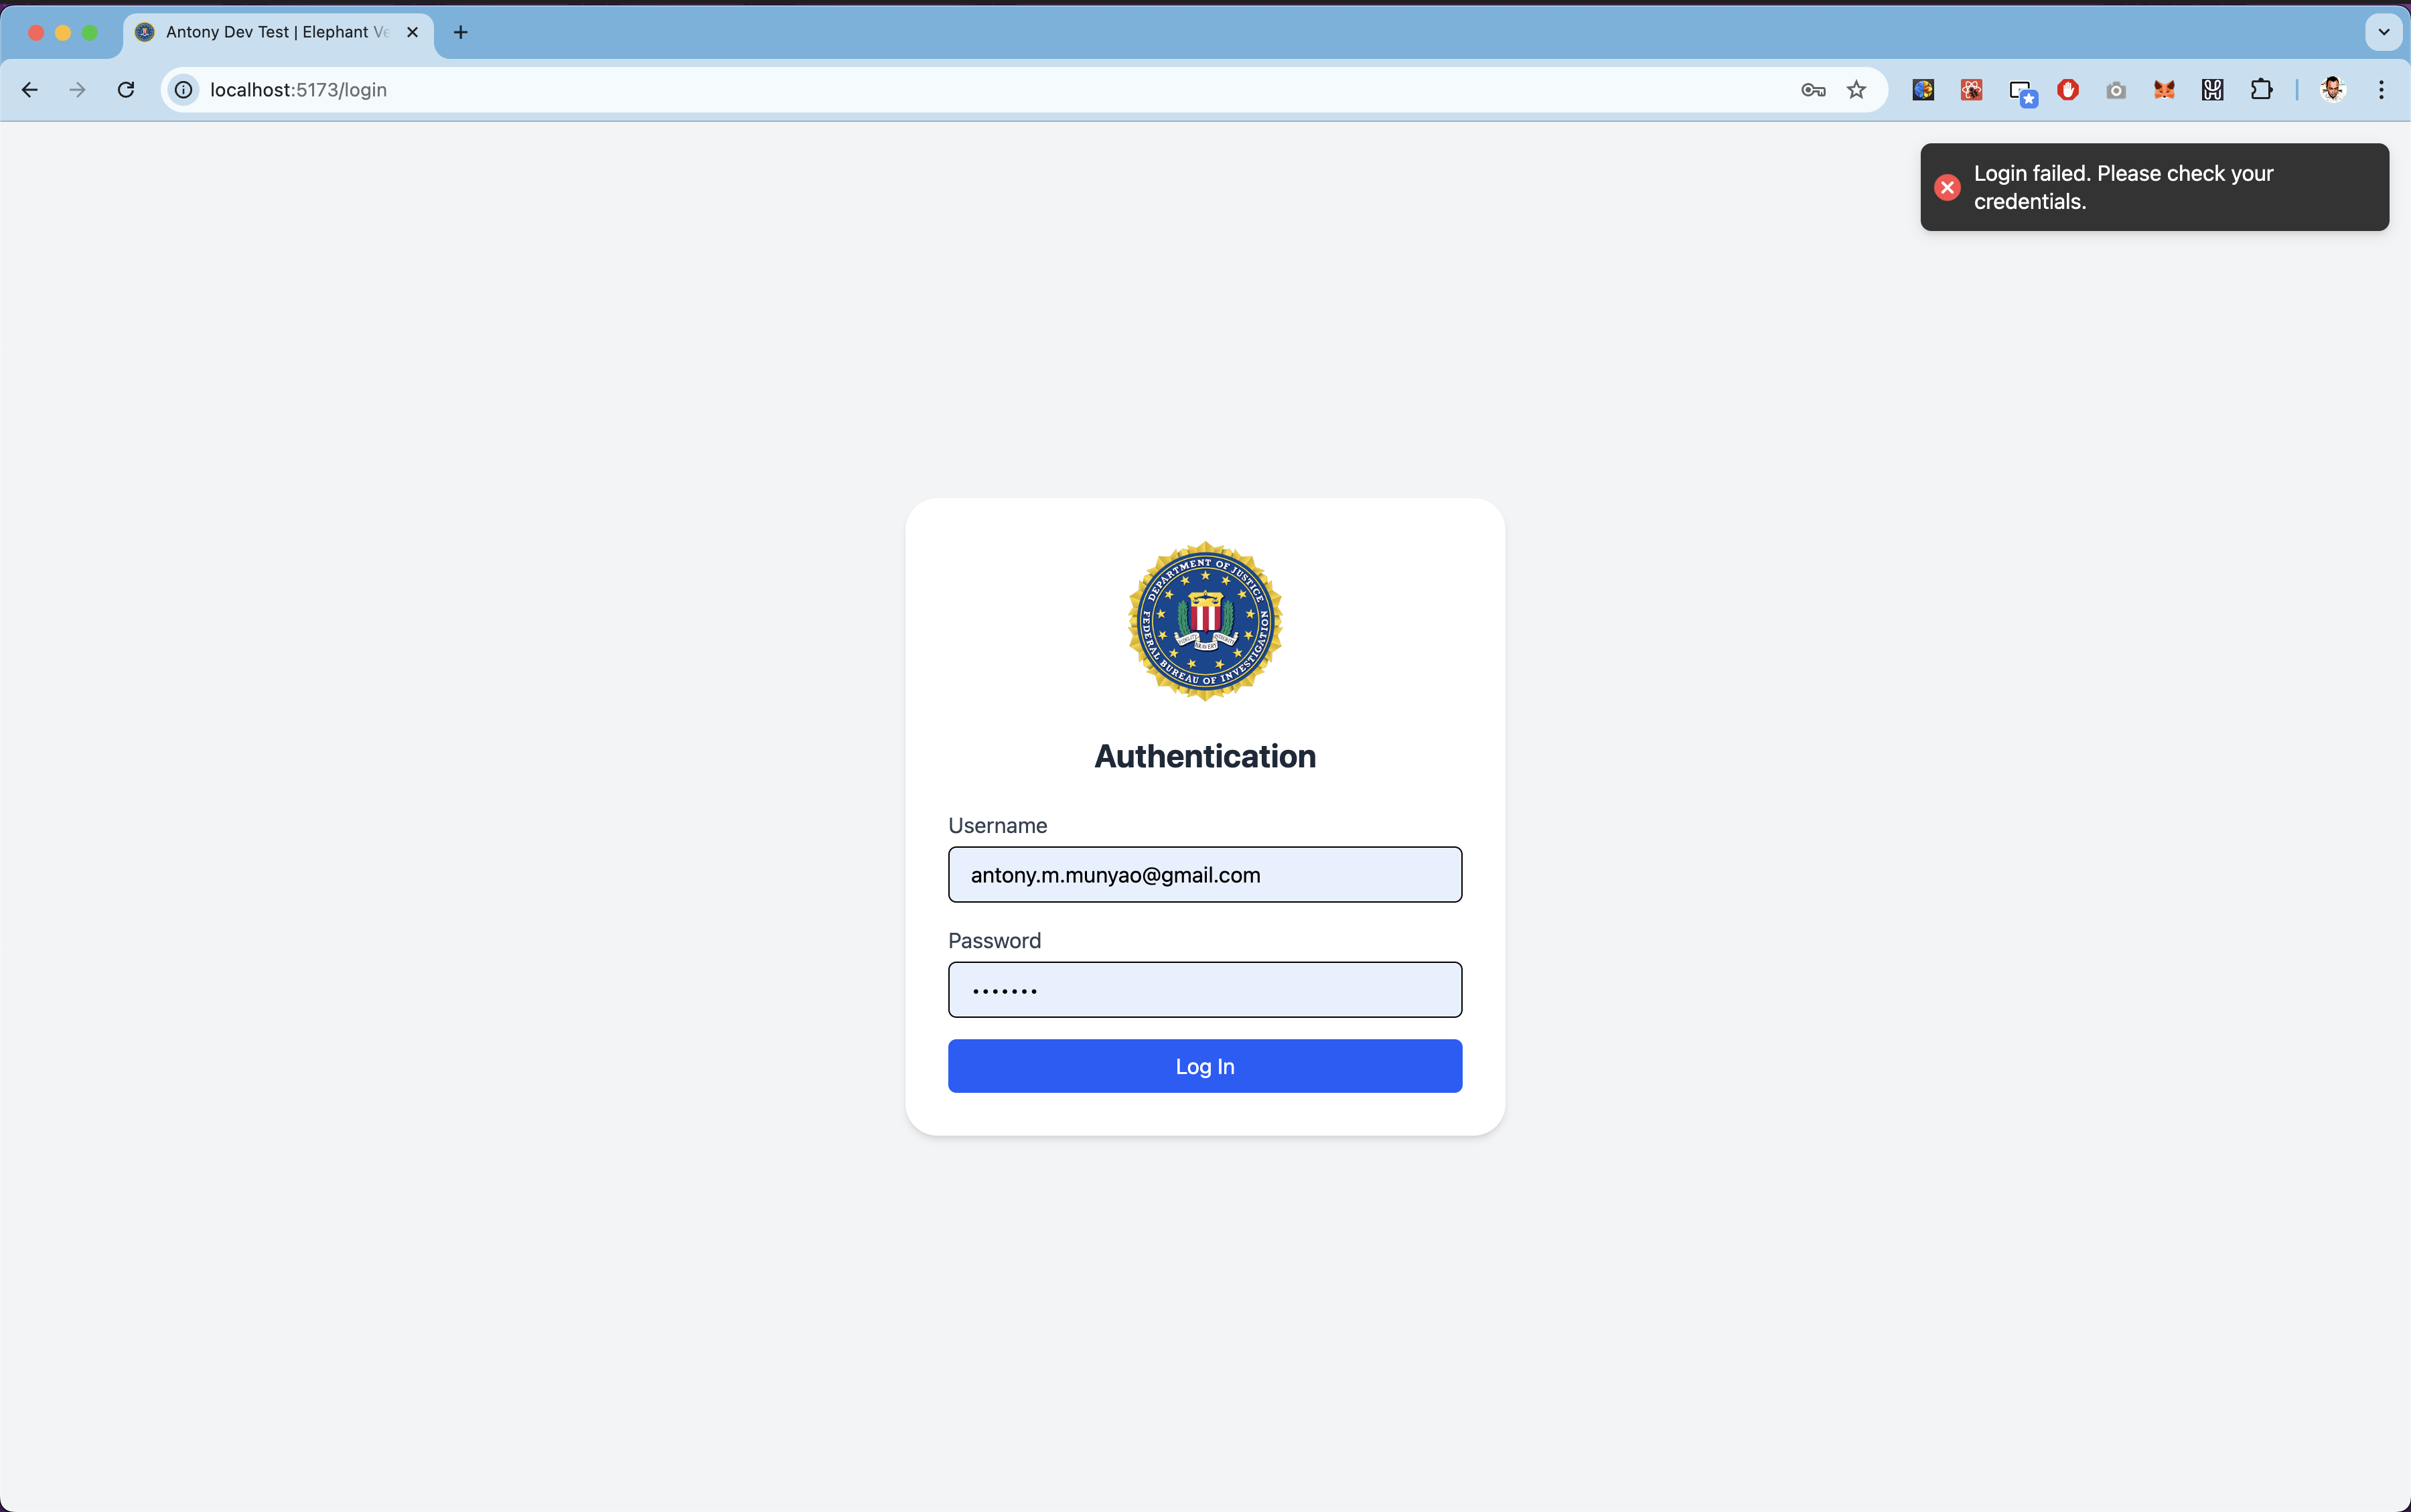 Antony Dev Test | Elephant Ve
localhost:5173/login
Login failed. Please check your
credentials.
DEPARTMENT OF JUSTICE
FEDERAL BUREAU OF INVESTIGATION
Authentication
Username
antony.m.munyao@gmail.com
Password
•••••••
Log In